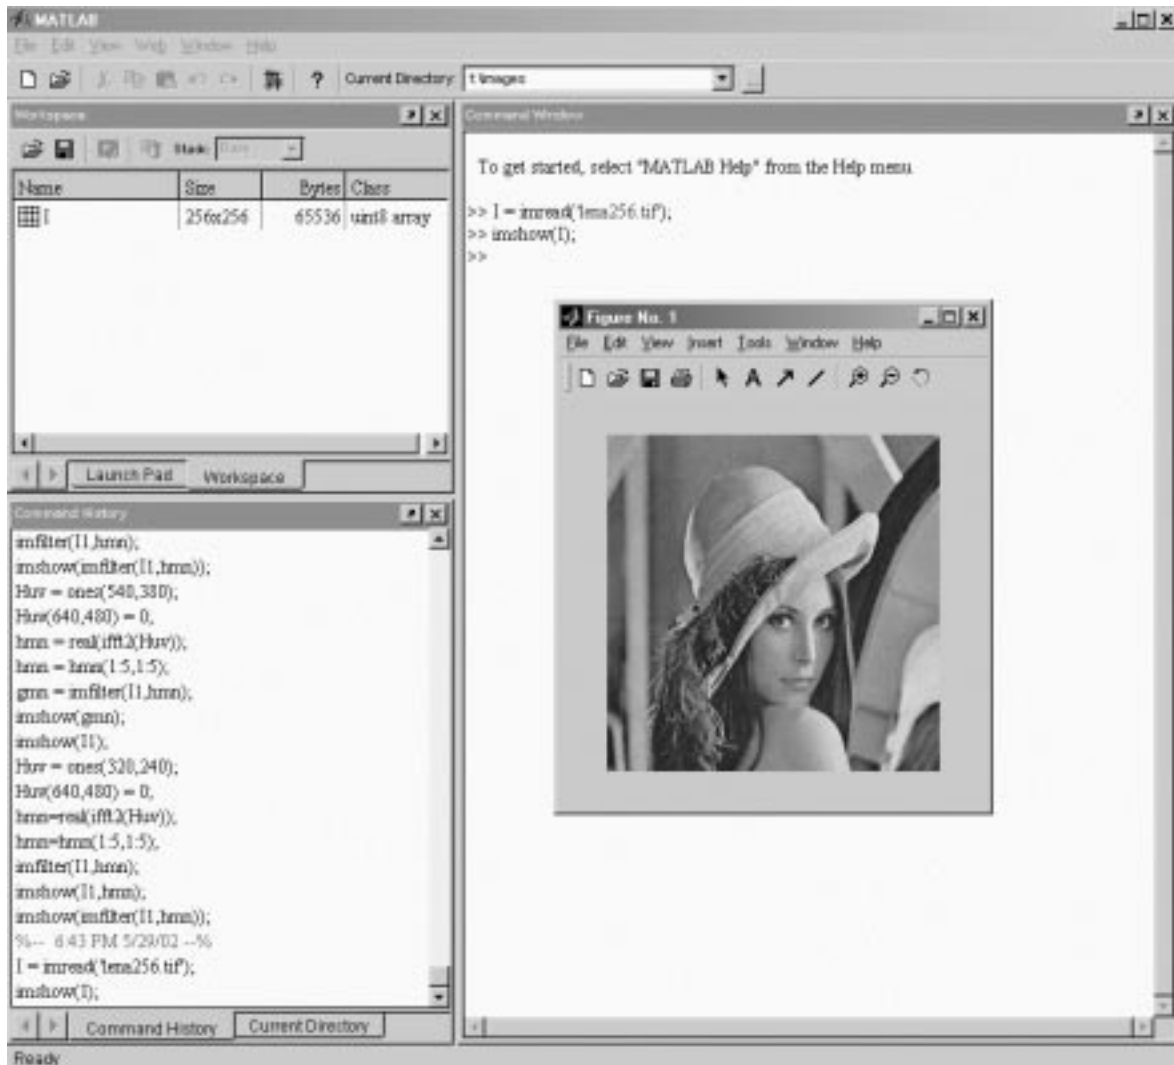 MATLAB
File Edit View Web Window Help
? Current Directory: t:\images ...
Workspace
Stack: Base
Name Size Bytes Class
I 256x256 65536 uint8 array
Launch Pad Workspace
Command History
imfilter(I1,hmn);
imshow(imfilter(I1,hmn));
Huv = ones(540,380);
Huv(640,480) = 0;
hmn = real(ifft2(Huv));
hmn = hmn(1:5,1:5);
gmn = imfilter(I1,hmn);
imshow(gmn);
imshow(I1);
Huv = ones(320,240);
Huv(640,480) = 0;
hmn=real(ifft2(Huv));
hmn=hmn(1:5,1:5);
imfilter(I1,hmn);
imshow(I1,hmn);
imshow(imfilter(I1,hmn));
%-- 6:43 PM 5/29/02 --%
I = imread('lena256.tif');
imshow(I);
Command History Current Directory
Ready
Command Window
To get started, select "MATLAB Help" from the Help menu.
>> I = imread('lena256.tif');
>> imshow(I);
>>
Figure No. 1
File Edit View Insert Tools Window Help
A